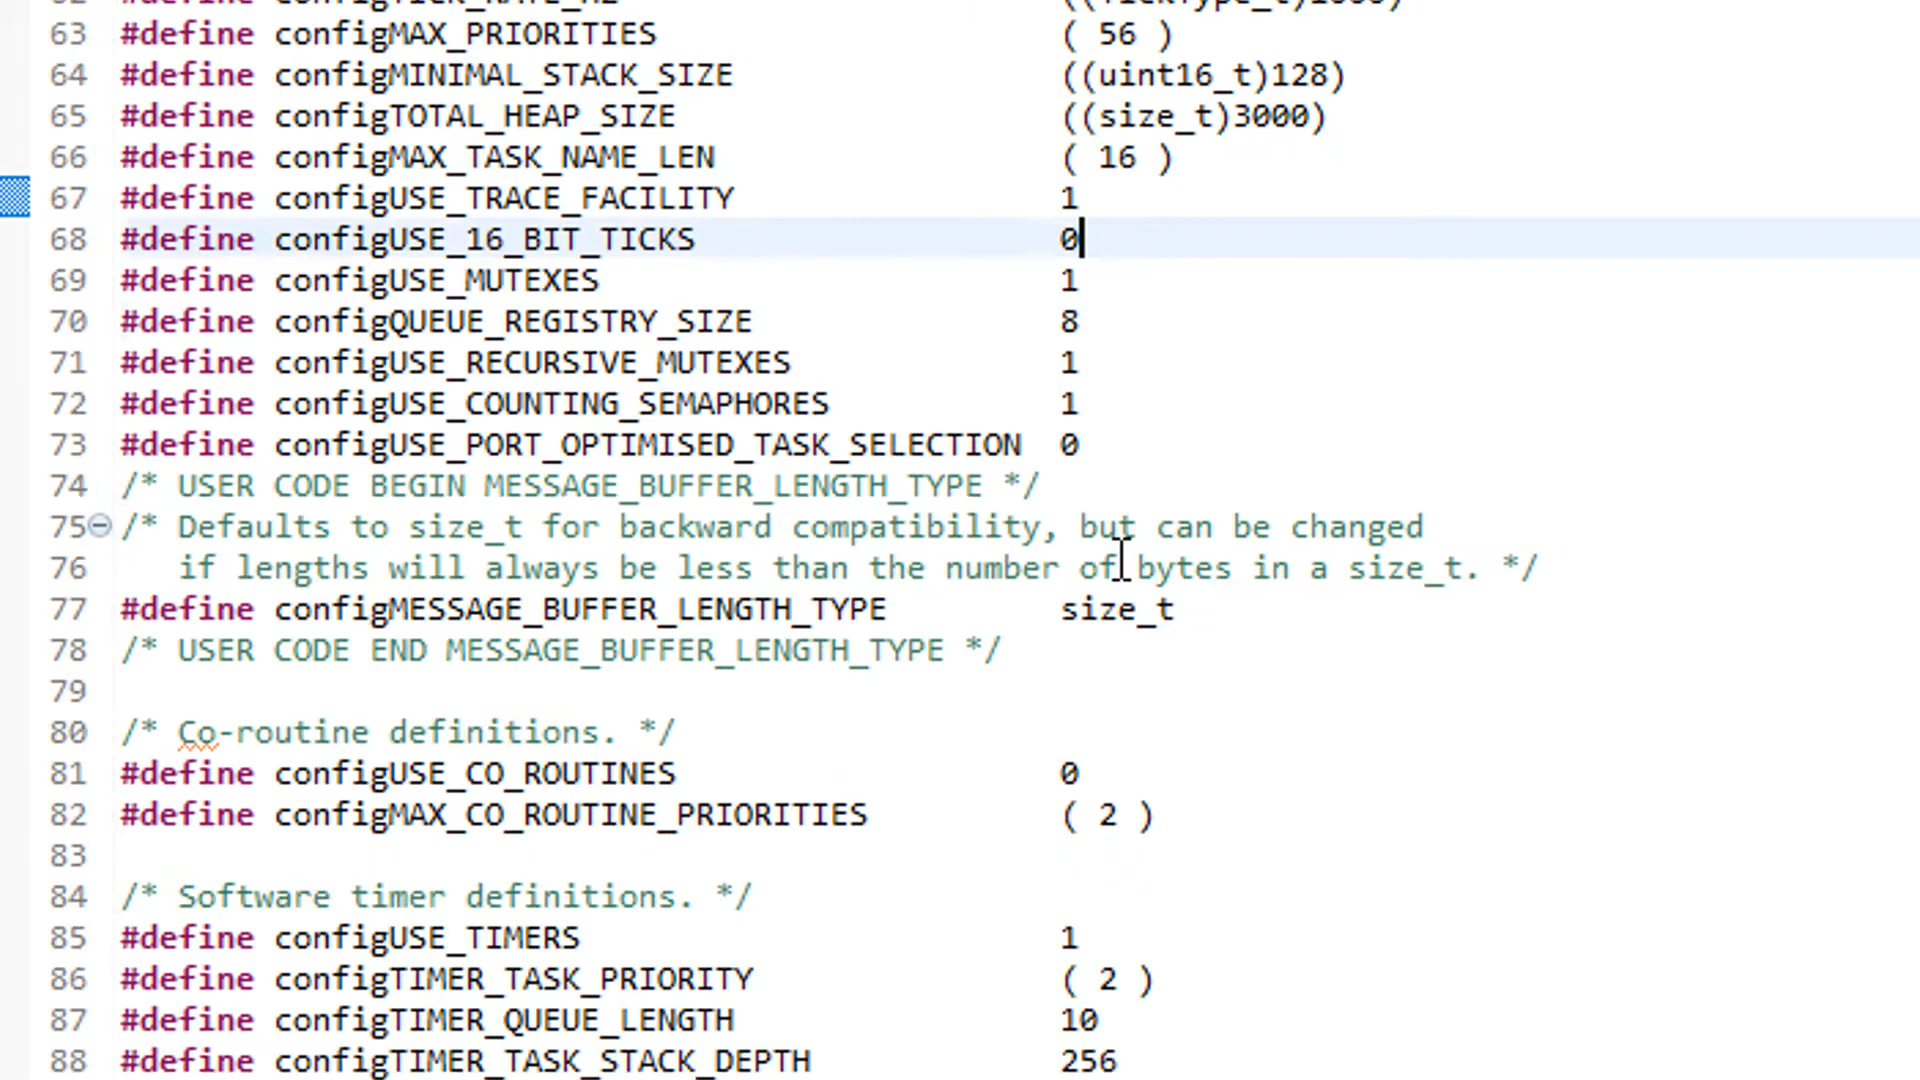 63 #define configMAX_PRIORITIES ( 56 )
64 #define configMINIMAL_STACK_SIZE ((uint16_t)128)
65 #define configTOTAL_HEAP_SIZE ((size_t)3000)
66 #define configMAX_TASK_NAME_LEN ( 16 )
67 #define configUSE_TRACE_FACILITY 1
68 #define configUSE_16_BIT_TICKS 0
69 #define configUSE_MUTEXES 1
70 #define configQUEUE_REGISTRY_SIZE 8
71 #define configUSE_RECURSIVE_MUTEXES 1
72 #define configUSE_COUNTING_SEMAPHORES 1
73 #define configUSE_PORT_OPTIMISED_TASK_SELECTION 0
74 /* USER CODE BEGIN MESSAGE_BUFFER_LENGTH_TYPE */
75 /* Defaults to size_t for backward compatibility, but can be changed
76 if lengths will always be less than the number of bytes in a size_t. */
77 #define configMESSAGE_BUFFER_LENGTH_TYPE size_t
78 /* USER CODE END MESSAGE_BUFFER_LENGTH_TYPE */
79
80 /* Co-routine definitions. */
81 #define configUSE_CO_ROUTINES 0
82 #define configMAX_CO_ROUTINE_PRIORITIES ( 2 )
83
84 /* Software timer definitions. */
85 #define configUSE_TIMERS 1
86 #define configTIMER_TASK_PRIORITY ( 2 )
87 #define configTIMER_QUEUE_LENGTH 10
88 #define configTIMER_TASK_STACK_DEPTH 256